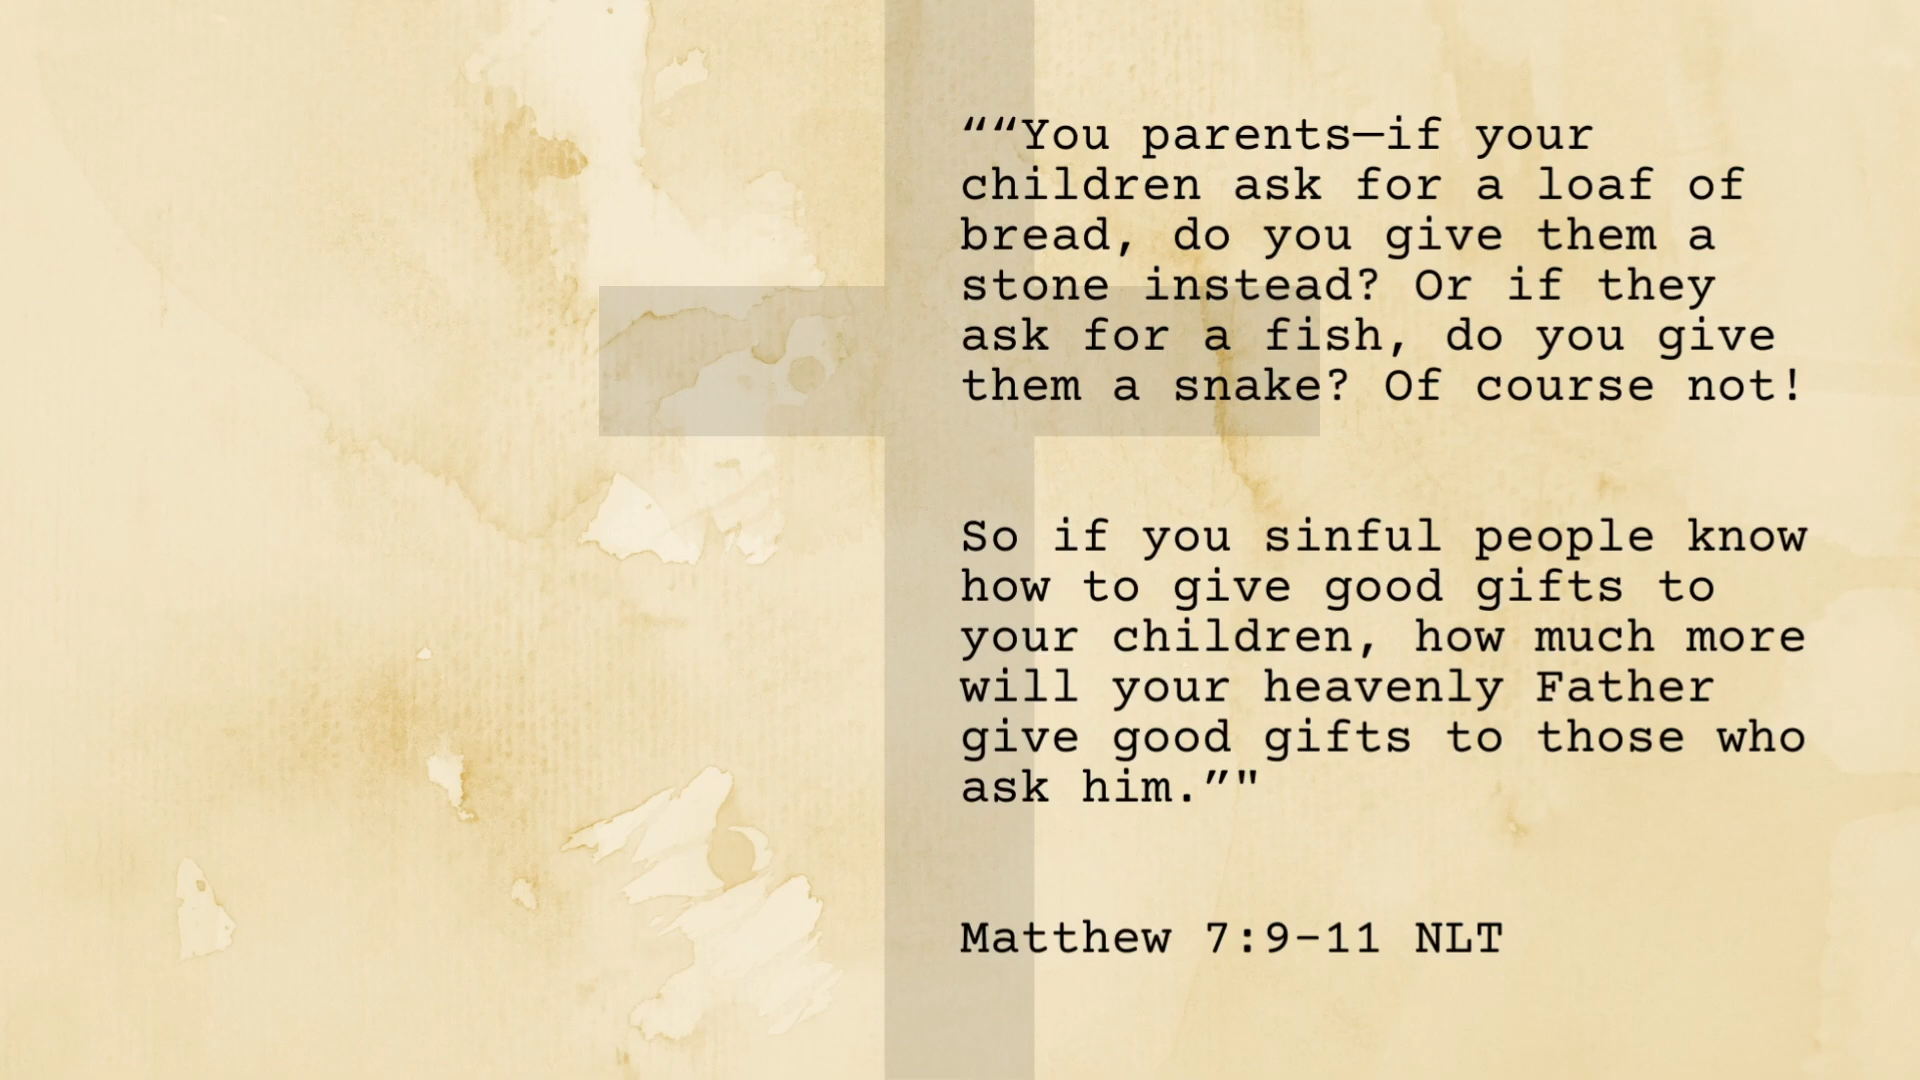 ““You parents—if your
children ask for a loaf of
bread, do you give them a
stone instead? Or if they
ask for a fish, do you give
them a snake? Of course not!
So if you sinful people know
how to give good gifts to
your children, how much more
will your heavenly Father
give good gifts to those who
ask him.”"
Matthew 7:9-11 NLT